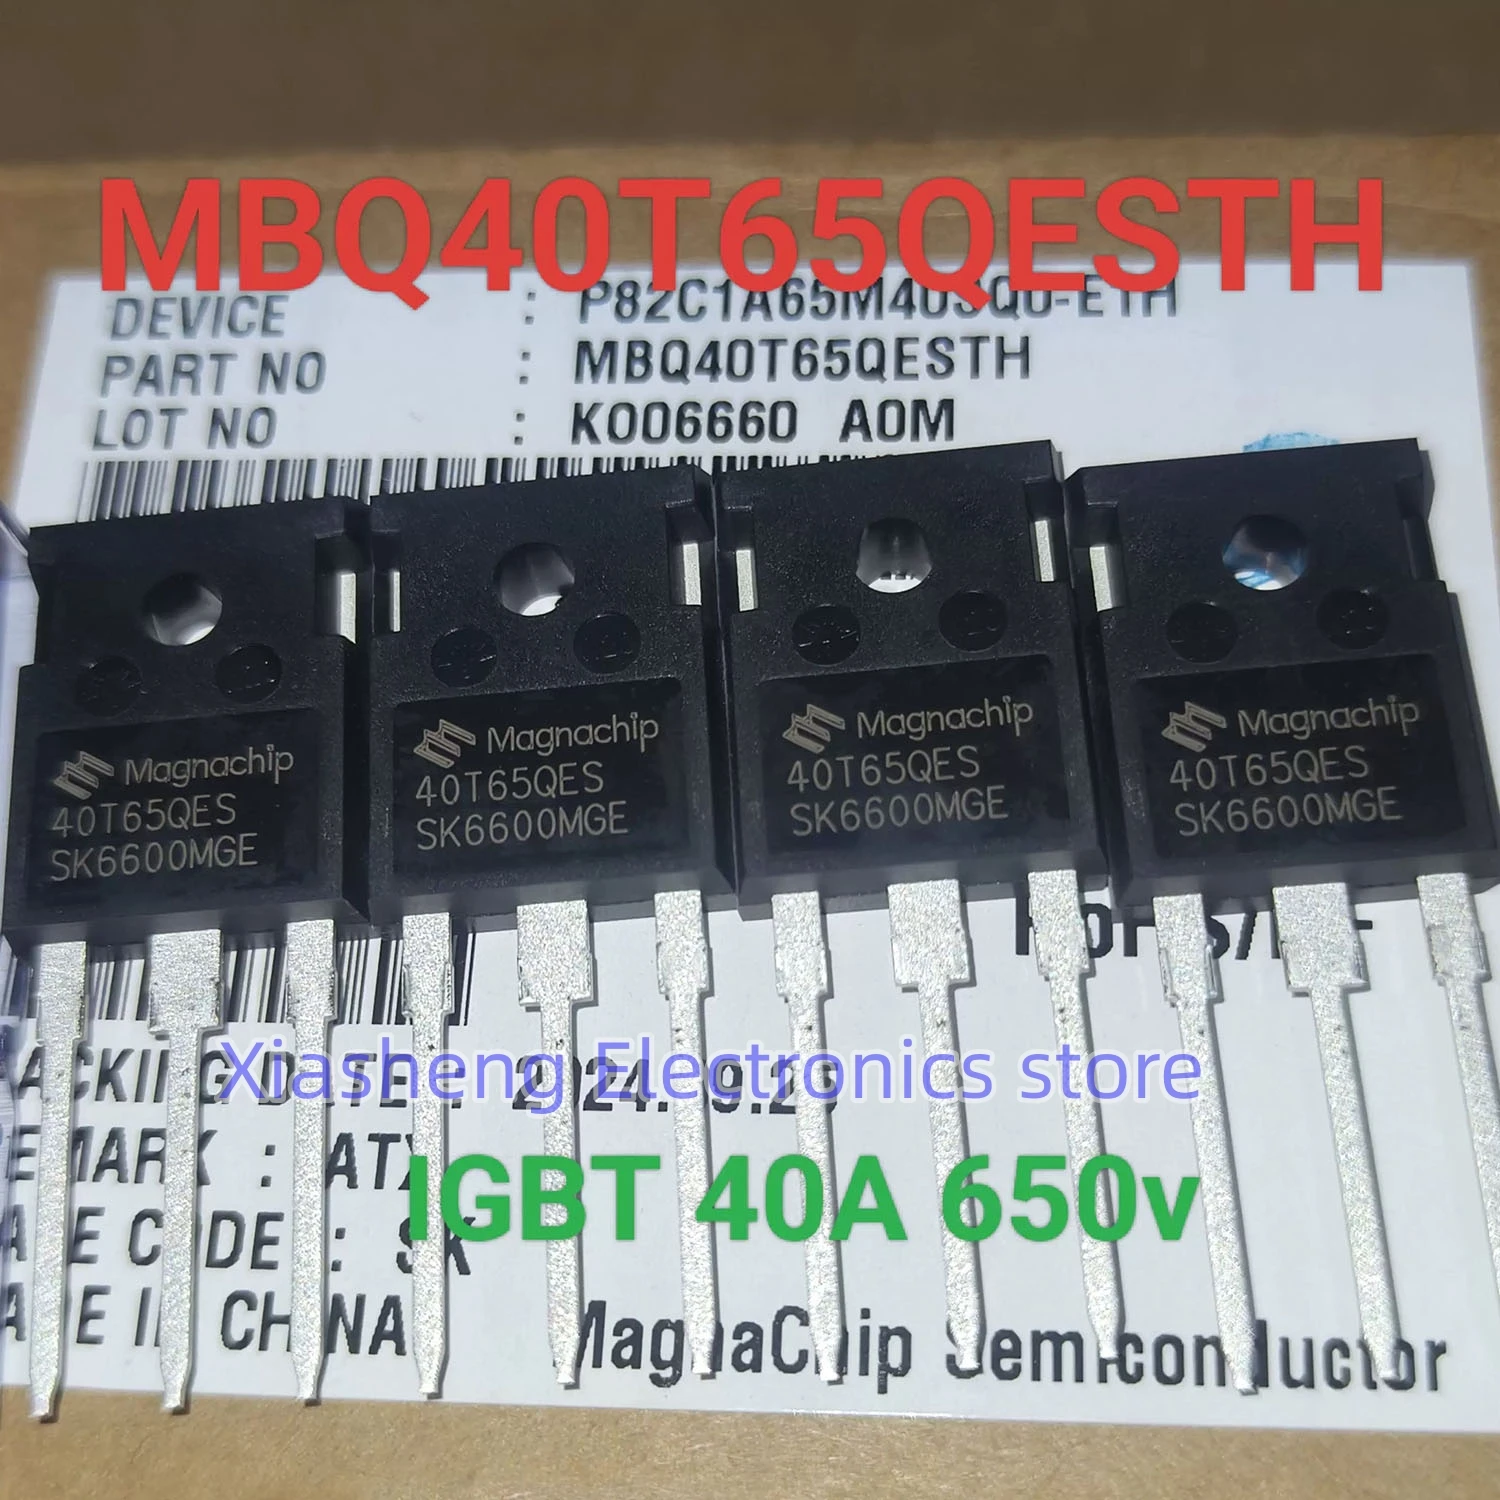 MBQ40T65QESTH
DEVICE :
PART NO : MBQ40T65QESTH
LOT NO : K006660 A0M
Magnachip
40T65QES
SK6600MGE
Magnachip
40T65QES
SK6600MGE
Magnachip
40T65QES
SK6600MGE
Magnachip
40T65QES
SK6600MGE
Xiasheng Electronics store
IGBT 40A 650v
CHINA
MagnaChip Semiconductor